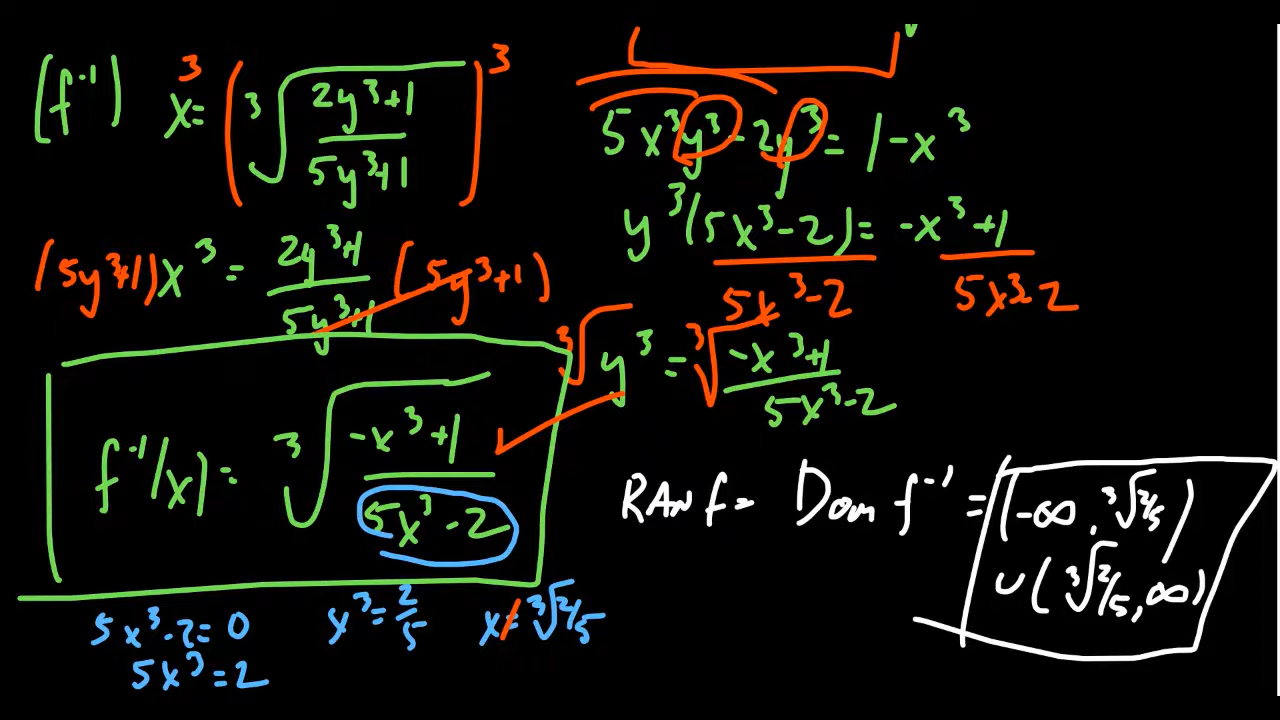 (f⁻¹) x³ = (∛((2y³+1)/(5y³+1)))³
(5y³+1)x³ = (2y³+1)/(5y³+1) (5y³+1)
f⁻¹(x) = ∛((-x³+1)/(5x³-2))
5x³-2=0 x³=2/5 x≠∛(2/5)
5x³=2
5x³y³-2y³=1-x³
y³(5x³-2)=-x³+1
5x³-2 5x³-2
∛y³ = ∛((-x³+1)/(5x³-2))
RAN f = Dom f⁻¹ = (-∞, ∛(2/5))
∪(∛(2/5), ∞)